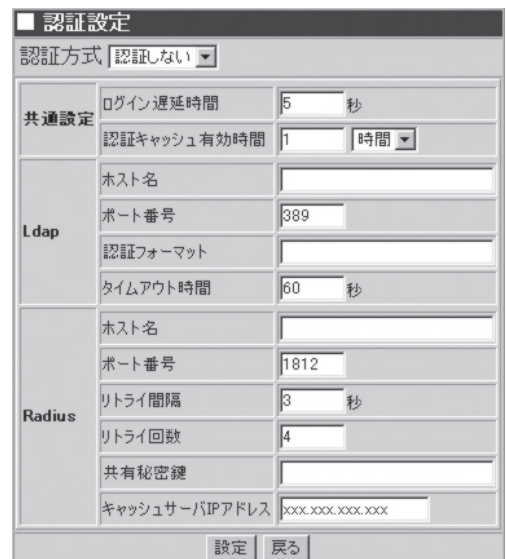 ■ 認証設定
認証方式 認証しない
共通設定
ログイン遅延時間 5 秒
認証キャッシュ有効時間 1 時間
Ldap
ホスト名
ポート番号 389
認証フォーマット
タイムアウト時間 60 秒
Radius
ホスト名
ポート番号 1812
リトライ間隔 3 秒
リトライ回数 4
共有秘密鍵
キャッシュサーバIPアドレス xxx.xxx.xxx.xxx
設定 戻る